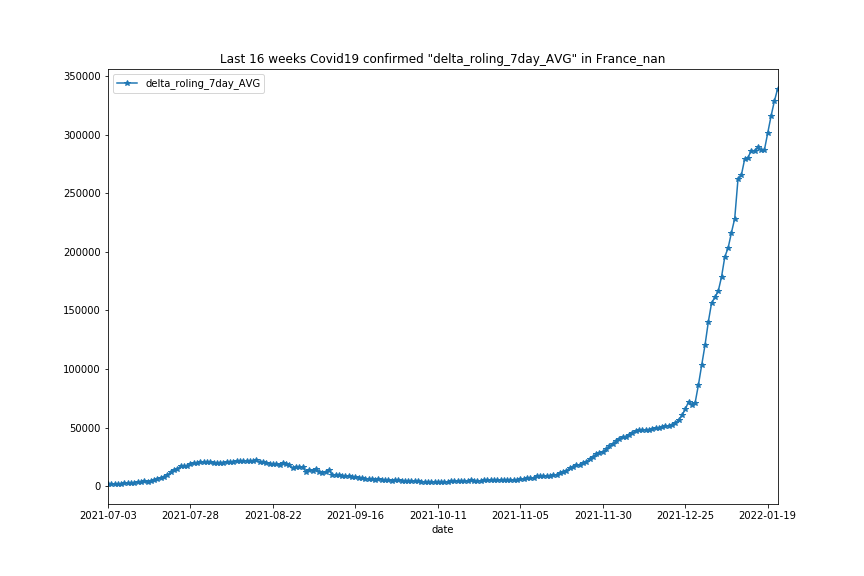 Last 16 weeks Covid19 confirmed "delta_roling_7day_AVG" in France_nan
delta_roling_7day_AVG
350000
300000
250000
200000
150000
100000
50000
0
2021-07-03 2021-07-28 2021-08-22 2021-09-16 2021-10-11 2021-11-05 2021-11-30 2021-12-25 2022-01-19
date